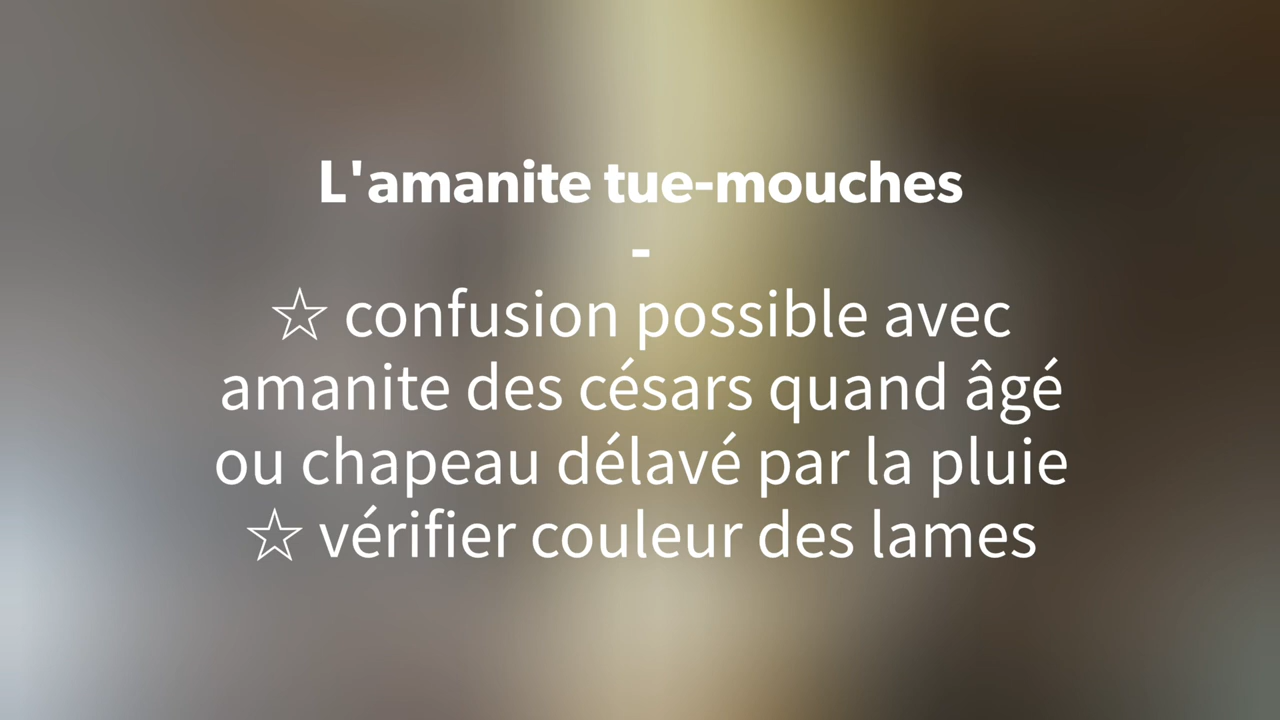 L'amanite tue-mouches
-
☆ confusion possible avec
amanite des césars quand âgé
ou chapeau délavé par la pluie
☆ vérifier couleur des lames